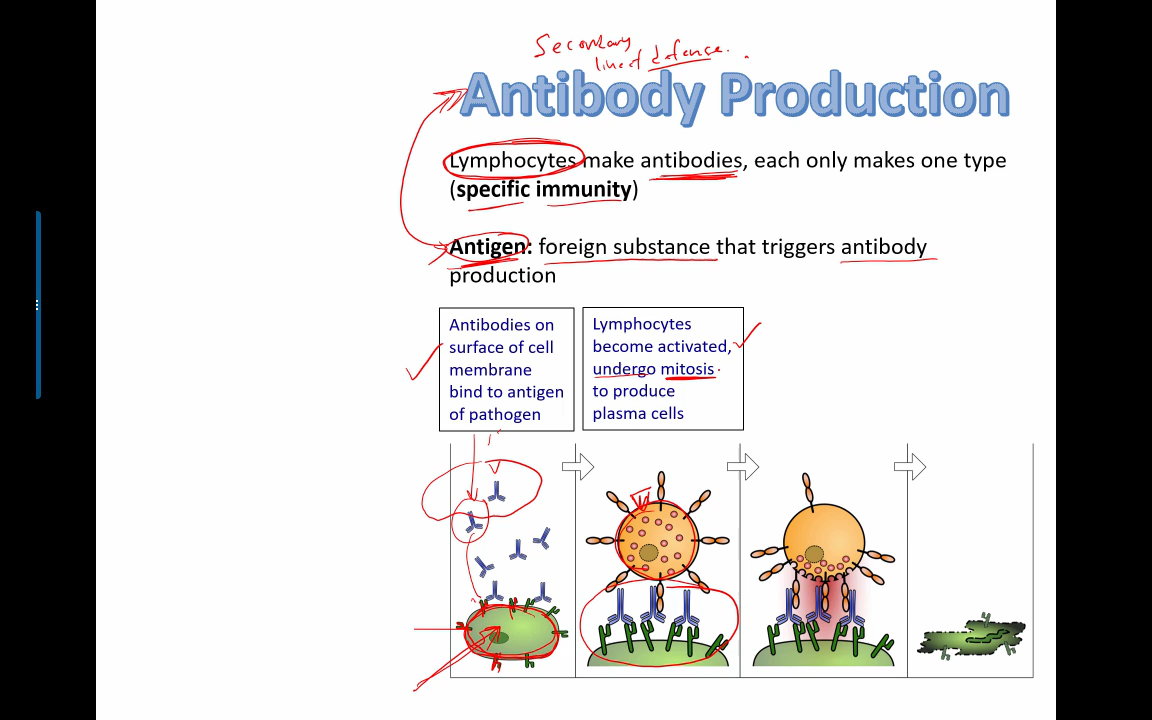 Secondary
line of defence.
Antibody Production
Lymphocytes make antibodies, each only makes one type
(specific immunity)
Antigen: foreign substance that triggers antibody
production
Antibodies on
surface of cell
membrane
bind to antigen
of pathogen
Lymphocytes
become activated,
undergo mitosis
to produce
plasma cells